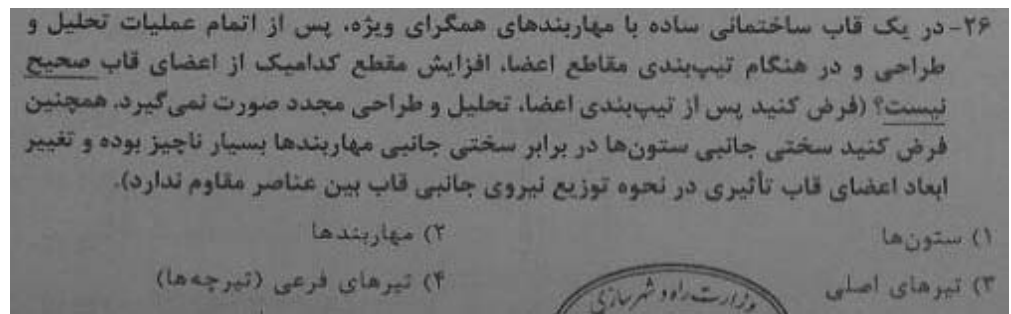 ۲۶- در یک قاب ساختمانی ساده با مهاربندهای همگرای ویژه، پس از اتمام عملیات تحلیل و
طراحی و در هنگام تیپ‌بندی مقاطع اعضا، افزایش مقطع کدامیک از اعضای قاب صحیح
نیست؟ (فرض کنید پس از تیپ‌بندی اعضا، تحلیل و طراحی مجدد صورت نمی‌گیرد. همچنین
فرض کنید سختی جانبی ستون‌ها در برابر سختی جانبی مهاربندها بسیار ناچیز بوده و تغییر
ابعاد اعضای قاب تأثیری در نحوه توزیع نیروی جانبی قاب بین عناصر مقاوم ندارد).
۱) ستون‌ها ۲) مهاربندها
۳) تیرهای اصلی ۴) تیرهای فرعی (تیرچه‌ها)
وزارت راه و شهرسازی